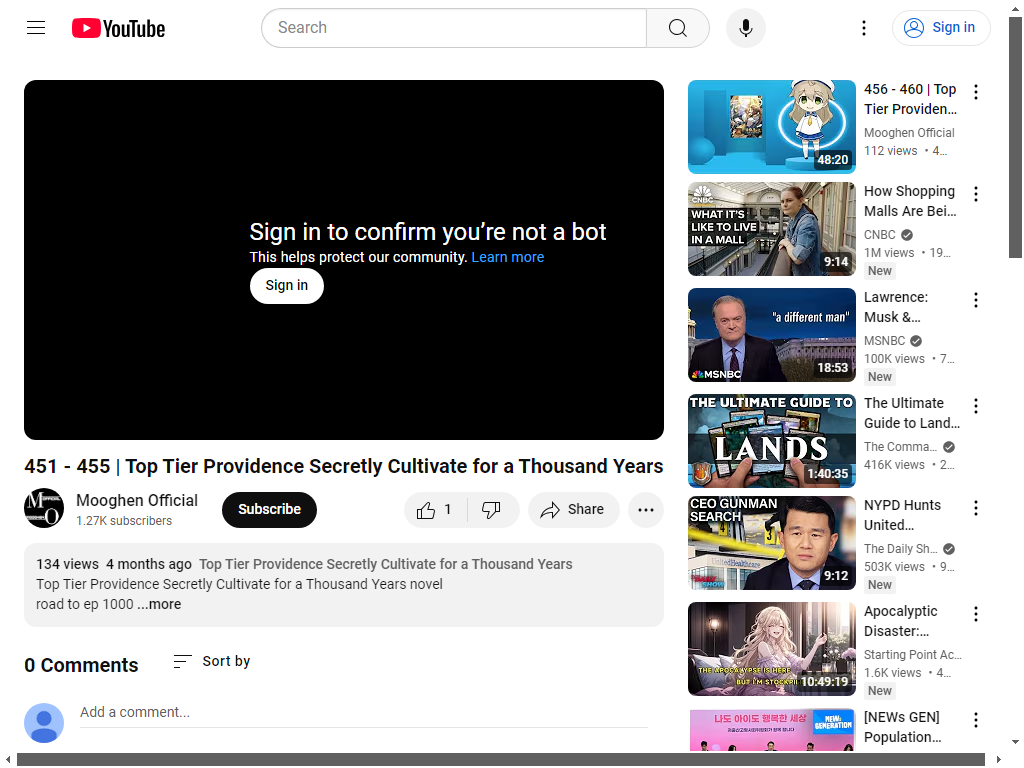 YouTube
Search
Sign in
Sign in to confirm you’re not a bot
This helps protect our community. Learn more
Sign in
451 - 455 | Top Tier Providence Secretly Cultivate for a Thousand Years
Mooghen Official
1.27K subscribers
Subscribe
1
Share
134 views 4 months ago Top Tier Providence Secretly Cultivate for a Thousand Years
Top Tier Providence Secretly Cultivate for a Thousand Years novel
road to ep 1000 ...more
0 Comments
Sort by
Add a comment...
48:20
456 - 460 | Top
Tier Providen...
Mooghen Official
112 views • 4...
CNBC
WHAT IT'S
LIKE TO LIVE
IN A MALL
9:14
How Shopping
Malls Are Bei...
CNBC
1M views • 19...
New
"a different man"
MSNBC
18:53
Lawrence:
Musk &...
MSNBC
100K views • 7...
New
THE ULTIMATE GUIDE TO
LANDS
1:40:35
The Ultimate
Guide to Land...
The Comma...
416K views • 2...
CEO GUNMAN
SEARCH
UnitedHealthcare
9:12
NYPD Hunts
United...
The Daily Sh...
503K views • 9...
New
THE APOCALYPSE IS HERE
BUT I'M STOCKPI
10:49:19
Apocalyptic
Disaster:...
Starting Point Ac...
1.6K views • 4...
New
나도 아이도 행복한 세상
NEWs
GENERATION
[NEWs GEN]
Population...